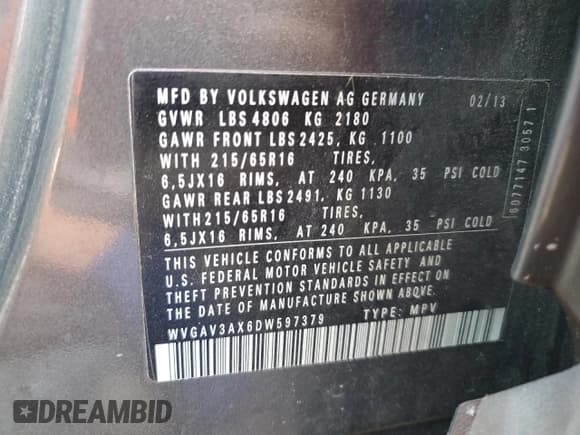 MFD BY VOLKSWAGEN AG GERMANY 02/13
GVWR LBS 4806 KG 2180
GAWR FRONT LBS 2425, KG 1100
WITH 215/65R16 TIRES,
6,5JX16 RIMS, AT 240 KPA, 35 PSI COLD
GAWR REAR LBS 2491, KG 1130
WITH 215/65R16 TIRES,
6,5JX16 RIMS, AT 240 KPA, 35 PSI COLD
THIS VEHICLE CONFORMS TO ALL APPLICABLE
U.S. FEDERAL MOTOR VEHICLE SAFETY AND
THEFT PREVENTION STANDARDS IN EFFECT ON
THE DATE OF MANUFACTURE SHOWN ABOVE.
WVGAV3AX6DW597379 TYPE: MPV
6077147 3057 1
DREAMBID